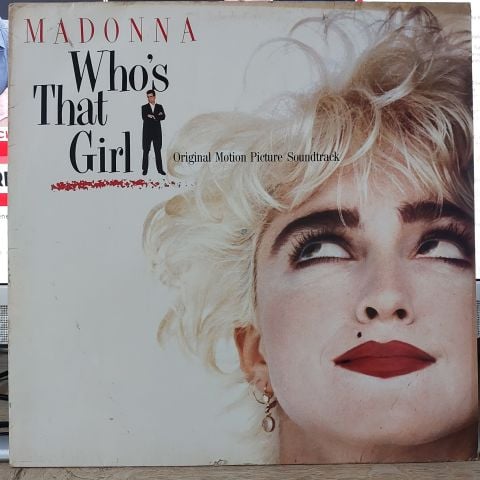 MADONNA
Who's
That
Girl
Original Motion Picture Soundtrack